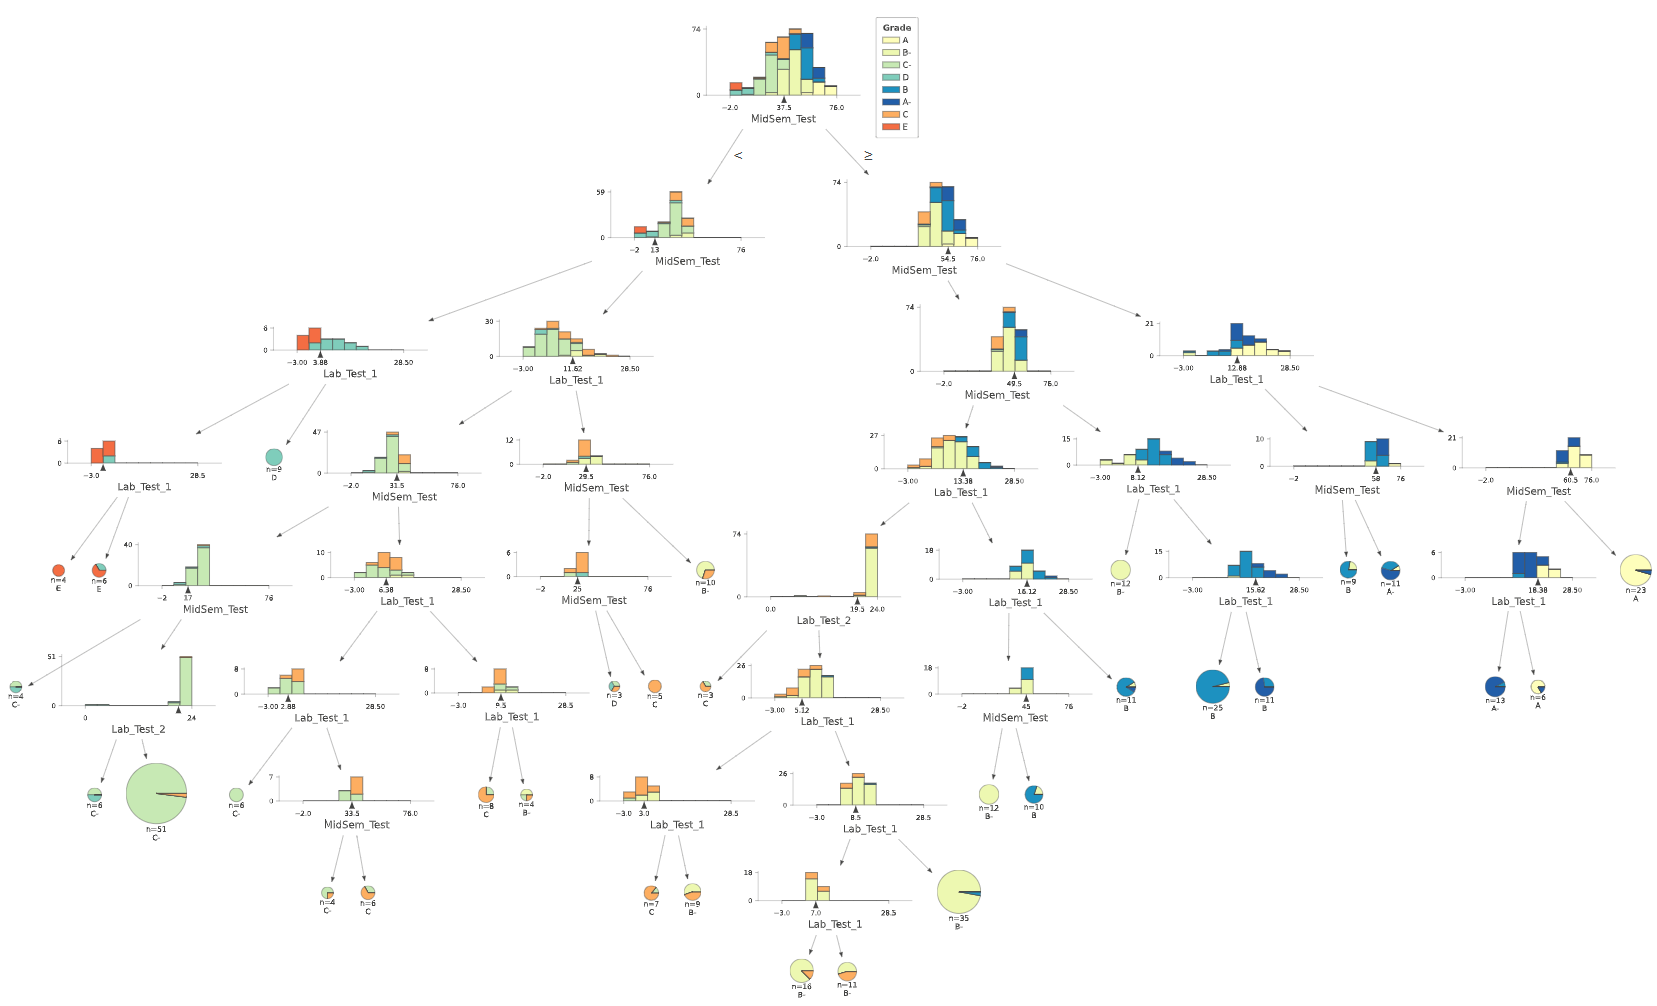 Grade
A
B-
C-
D
B
A-
C
E
74
0
−2.0
37.5
76.0
MidSem_Test
<
≥
59
0
−2
13
76
MidSem_Test
74
0
−2.0
54.5
76.0
MidSem_Test
6
0
−3.00
3.88
28.50
Lab_Test_1
30
0
−3.00
11.62
28.50
Lab_Test_1
74
0
−2.0
49.5
76.0
MidSem_Test
21
0
−3.00
12.88
28.50
Lab_Test_1
6
0
−3.0
28.5
Lab_Test_1
n=9
D
47
0
−2.0
31.5
76.0
MidSem_Test
12
0
−2.0
29.5
76.0
MidSem_Test
27
0
−3.00
13.38
28.50
Lab_Test_1
15
0
−3.00
8.12
28.50
Lab_Test_1
10
0
−2
58
76
MidSem_Test
21
0
−2.0
60.5
76.0
MidSem_Test
n=4
E
n=6
E
40
0
−2
17
76
MidSem_Test
10
0
−3.00
6.38
28.50
Lab_Test_1
6
0
−2
25
76
MidSem_Test
n=10
B-
74
0
0.0
19.5
24.0
Lab_Test_2
18
0
−3.00
16.12
28.50
Lab_Test_1
n=12
B-
15
0
−3.00
15.62
28.50
Lab_Test_1
n=9
B
n=11
A-
6
0
−3.00
18.38
28.50
Lab_Test_1
n=23
A
n=4
C-
51
0
0
24
Lab_Test_2
8
0
−3.00
2.88
28.50
Lab_Test_1
8
0
−3.0
9.5
28.5
Lab_Test_1
n=3
D
n=5
C
n=3
C
26
0
−3.00
5.12
28.50
Lab_Test_1
18
0
−2
45
76
MidSem_Test
n=11
B
n=25
B
n=11
B
n=13
A-
n=6
A
n=6
C-
n=51
C-
n=6
C-
7
0
−2.0
33.5
76.0
MidSem_Test
n=8
C
n=4
B-
8
0
−3.0
3.0
28.5
Lab_Test_1
26
0
−3.0
8.5
28.5
Lab_Test_1
n=12
B-
n=10
B
n=4
C-
n=6
C
n=7
C
n=9
B-
18
0
−3.0
7.0
28.5
Lab_Test_1
n=35
B-
n=16
B-
n=11
B-